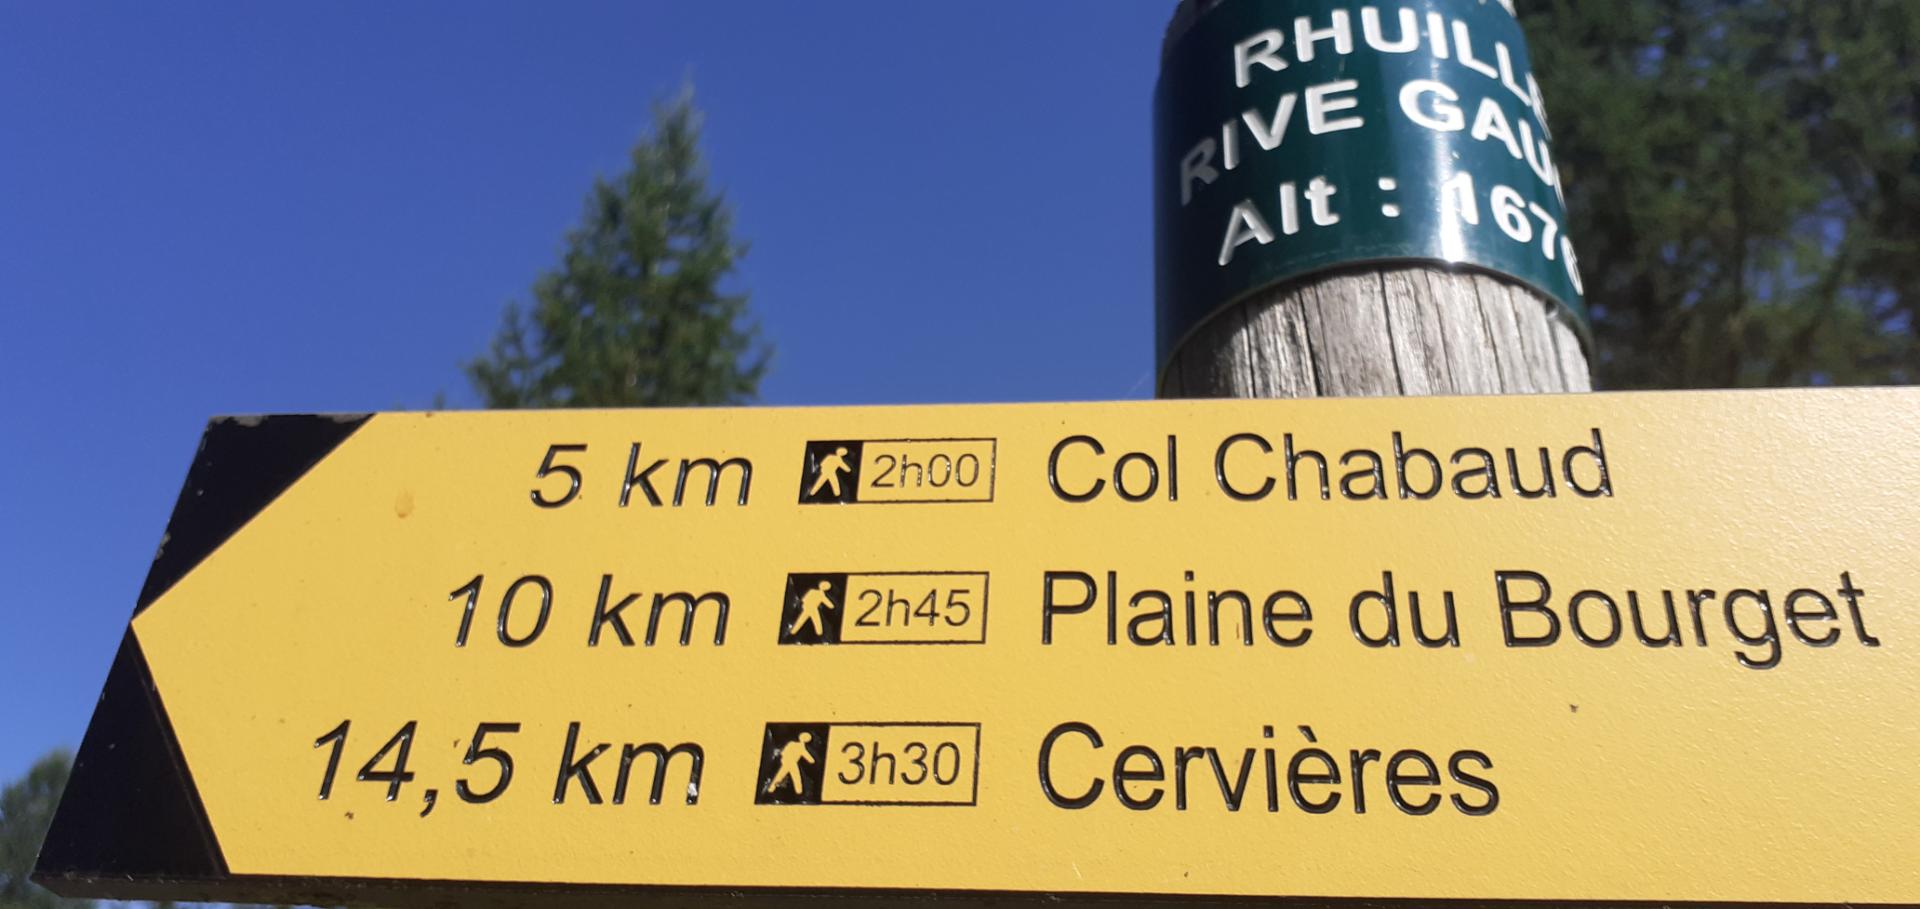 RIVE
Alt :
5 km 2h00 Col Chabaud
10 km 2h45 Plaine du Bourget
14,5 km 3h30 Cervières